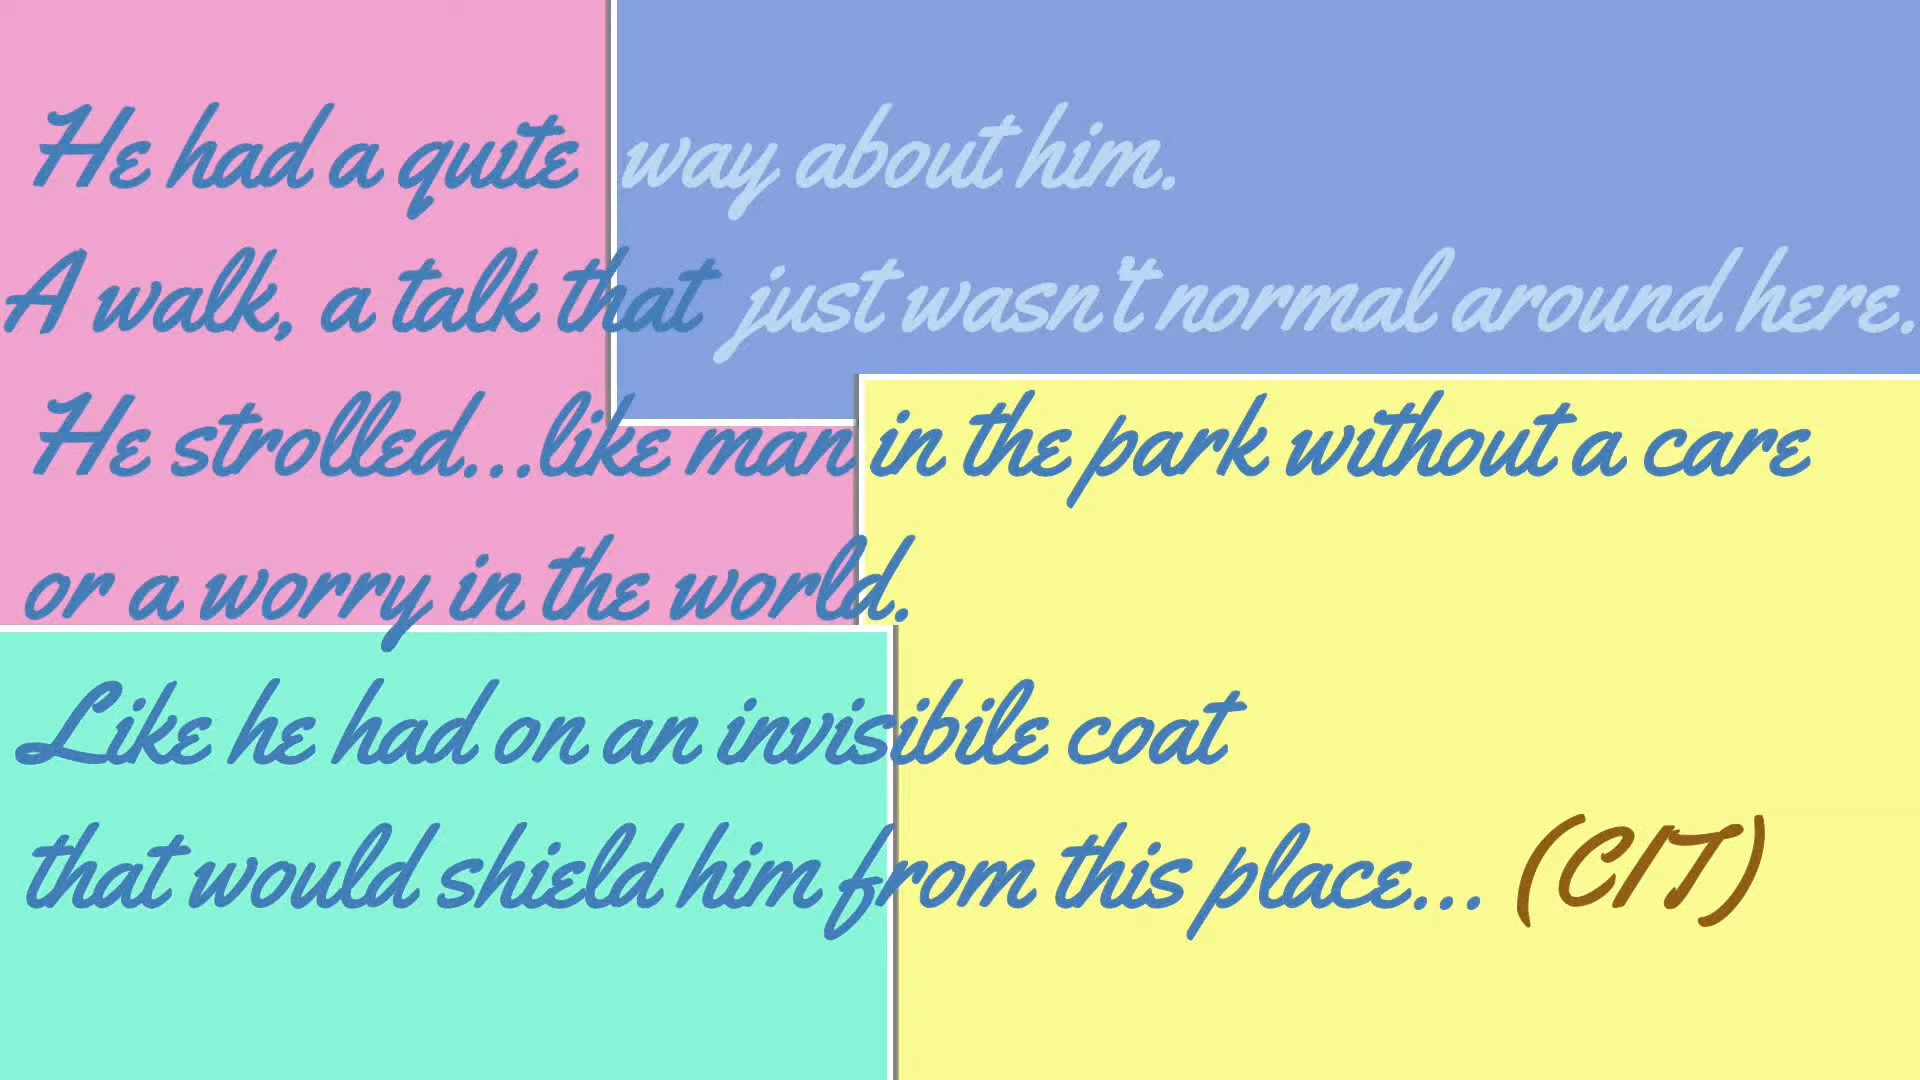 He had a quite way about him.
A walk, a talk that just wasn't normal around here.
He strolled...like man in the park without a care
or a worry in the world.
Like he had on an invisibile coat
that would shield him from this place... (CIT)